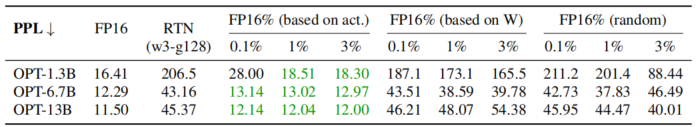 PPL ↓ FP16 RTN FP16% (based on act.) FP16% (based on W) FP16% (random)
(w3-g128) 0.1% 1% 3% 0.1% 1% 3% 0.1% 1% 3%
OPT-1.3B 16.41 206.5 28.00 18.51 18.30 187.1 173.1 165.5 211.2 201.4 88.44
OPT-6.7B 12.29 43.16 13.14 13.02 12.97 43.51 38.59 39.78 42.73 37.83 46.49
OPT-13B 11.50 45.37 12.14 12.04 12.00 46.21 48.07 54.38 45.95 44.47 40.01